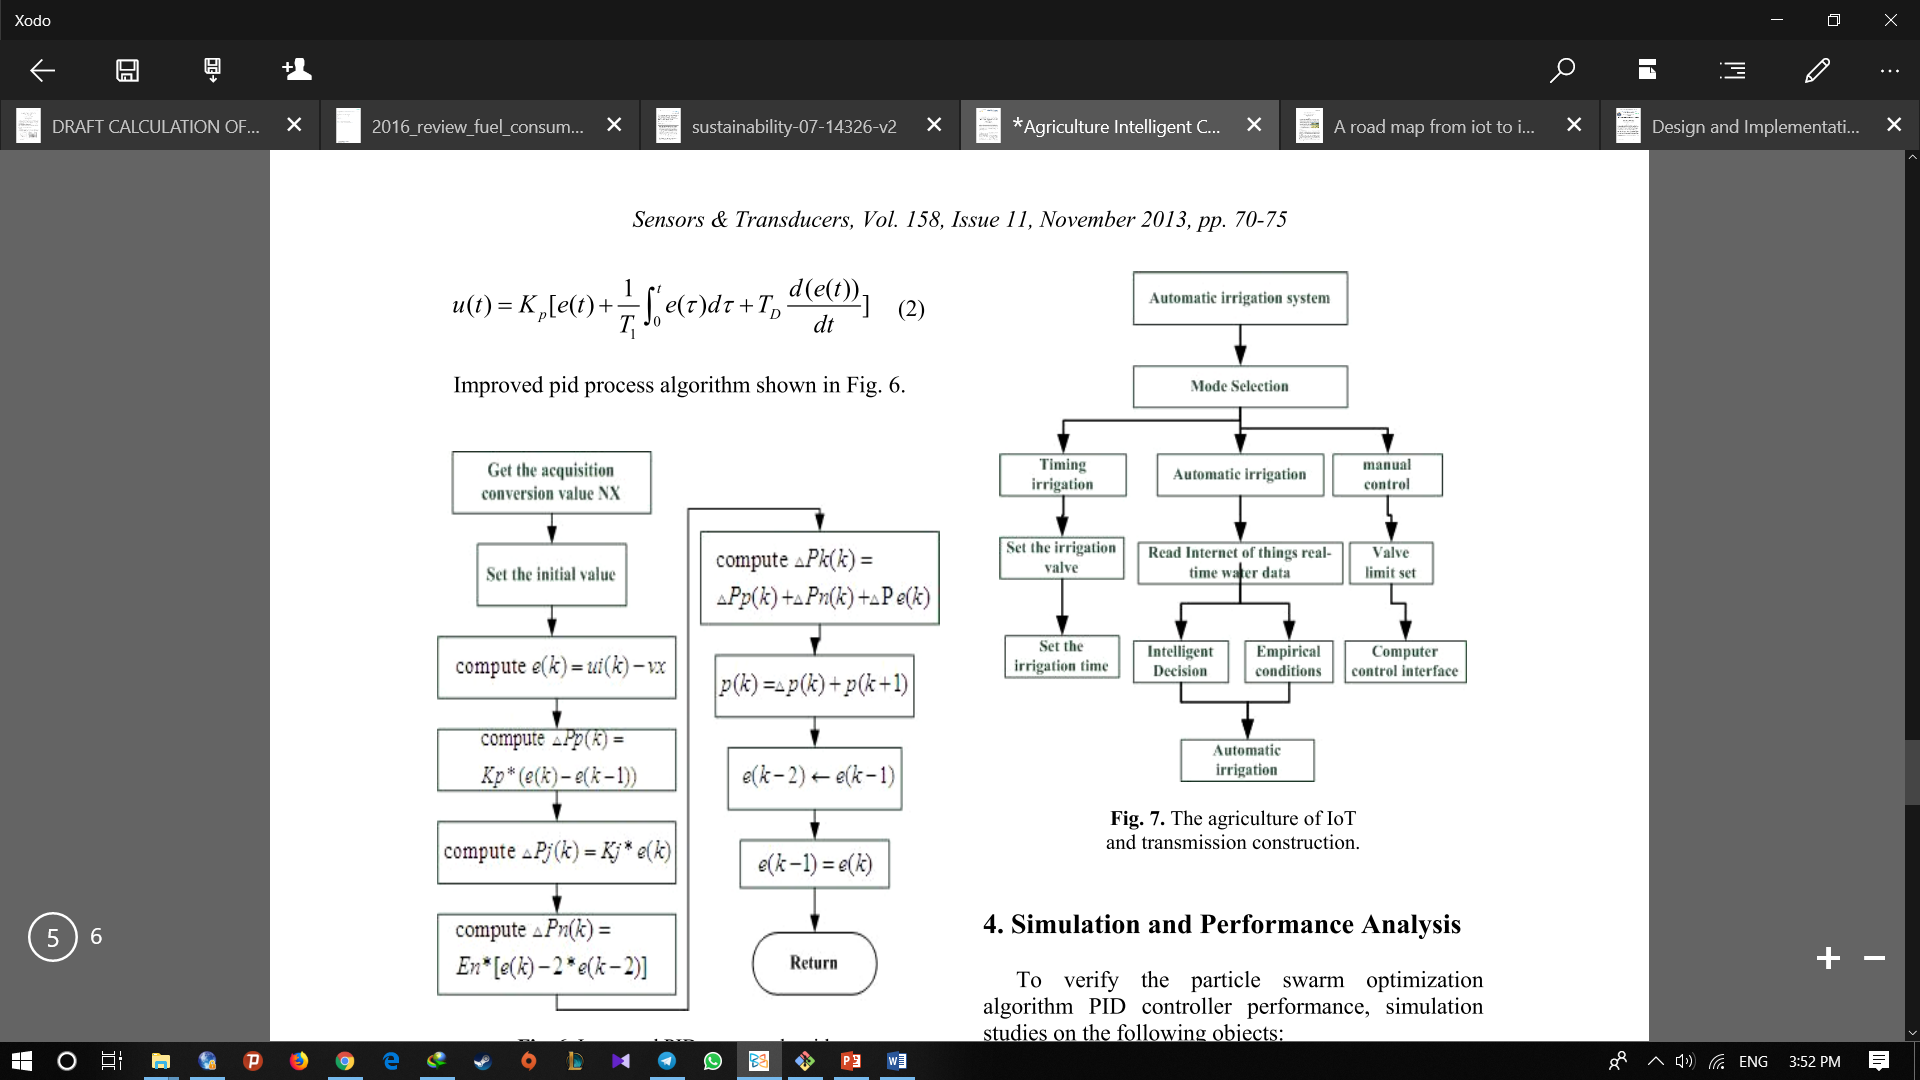 Xodo
DRAFT CALCULATION OF...
2016_review_fuel_consum...
sustainability-07-14326-v2
*Agriculture Intelligent C...
A road map from iot to i...
Design and Implementati...
Sensors & Transducers, Vol. 158, Issue 11, November 2013, pp. 70-75
u(t) = K_p[e(t) + 1/T_1 ∫_0^t e(τ)dτ + T_D d(e(t))/dt] (2)
Improved pid process algorithm shown in Fig. 6.
Get the acquisition
conversion value NX
Set the initial value
compute e(k) = ui(k) − vx
compute △Pp(k) =
Kp*(e(k) − e(k−1))
compute △Pj(k) = Kj* e(k)
compute △Pn(k) =
En*[e(k) − 2*e(k−2)]
compute △Pk(k) =
△Pp(k) +△Pn(k) +△P e(k)
p(k) =△p(k) + p(k+1)
e(k−2) ← e(k−1)
e(k−1) = e(k)
Return
Automatic irrigation system
Mode Selection
Timing
irrigation
Automatic irrigation
manual
control
Set the irrigation
valve
Read Internet of things real-
time water data
Valve
limit set
Set the
irrigation time
Intelligent
Decision
Empirical
conditions
Computer
control interface
Automatic
irrigation
Fig. 7. The agriculture of IoT
and transmission construction.
4. Simulation and Performance Analysis
To verify the particle swarm optimization
algorithm PID controller performance, simulation
studies on the following objects:
5 6
ENG
3:52 PM